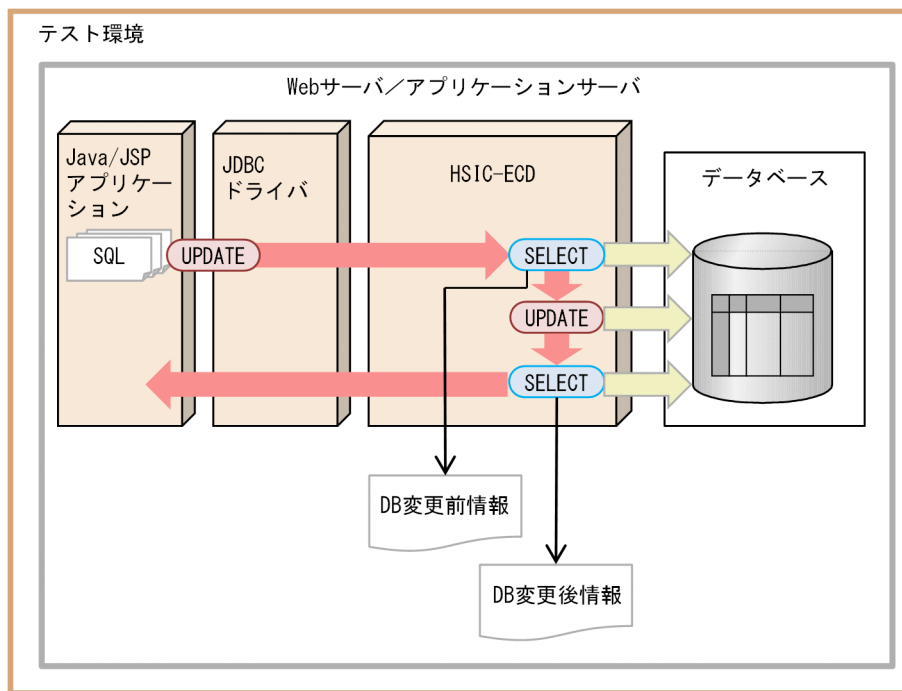 テスト環境
Webサーバ／アプリケーションサーバ
Java/JSP
アプリケー
ション
JDBC
ドライバ
HSIC-ECD
データベース
SQL
UPDATE
SELECT
UPDATE
SELECT
DB変更前情報
DB変更後情報